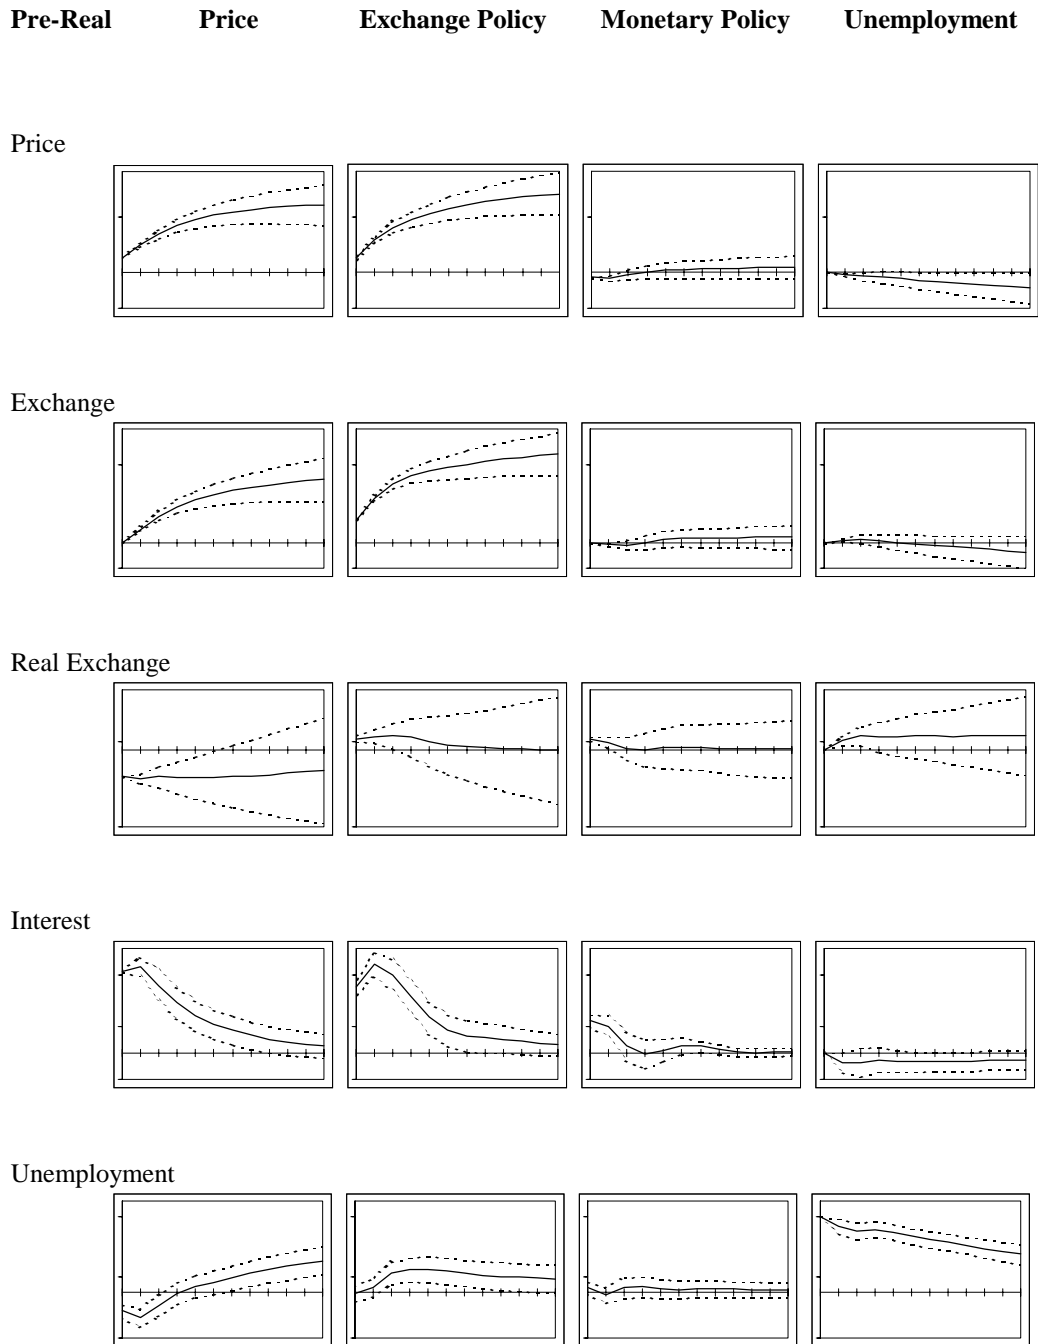 Pre-Real Price Exchange Policy Monetary Policy Unemployment
Price
Exchange
Real Exchange
Interest
Unemployment